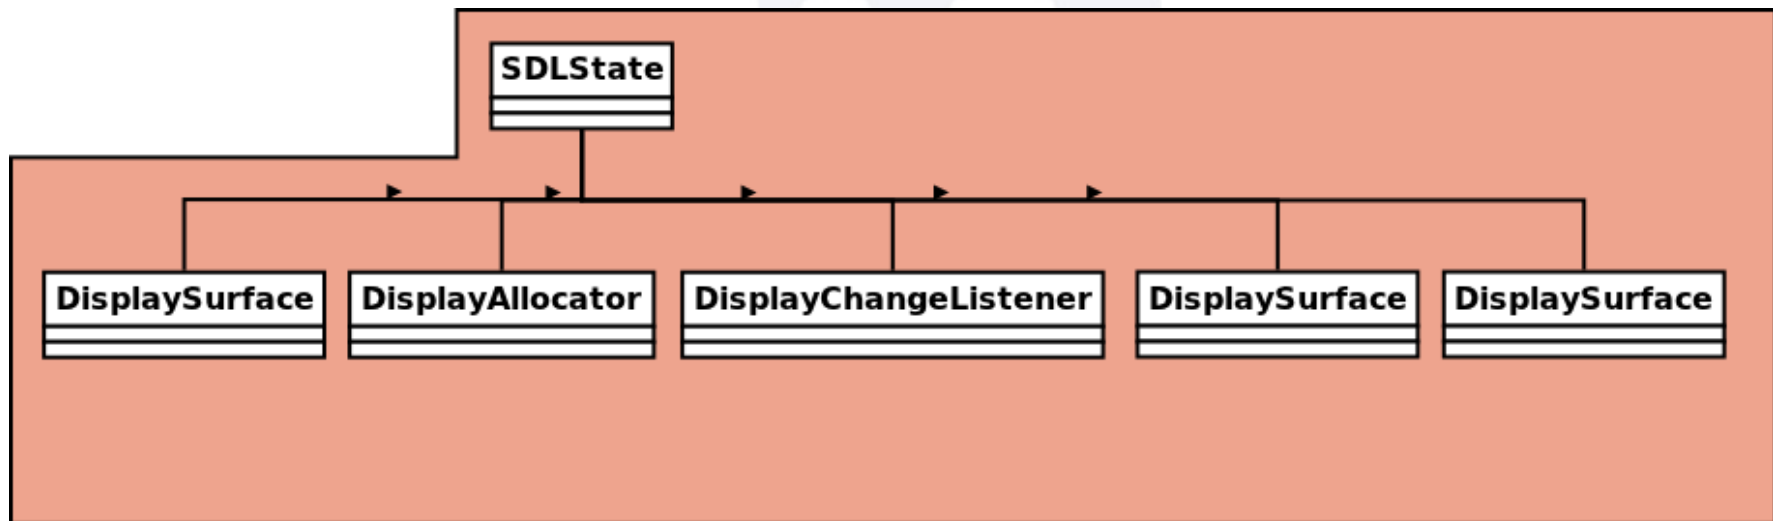 SDLState
DisplaySurface
DisplayAllocator
DisplayChangeListener
DisplaySurface
DisplaySurface